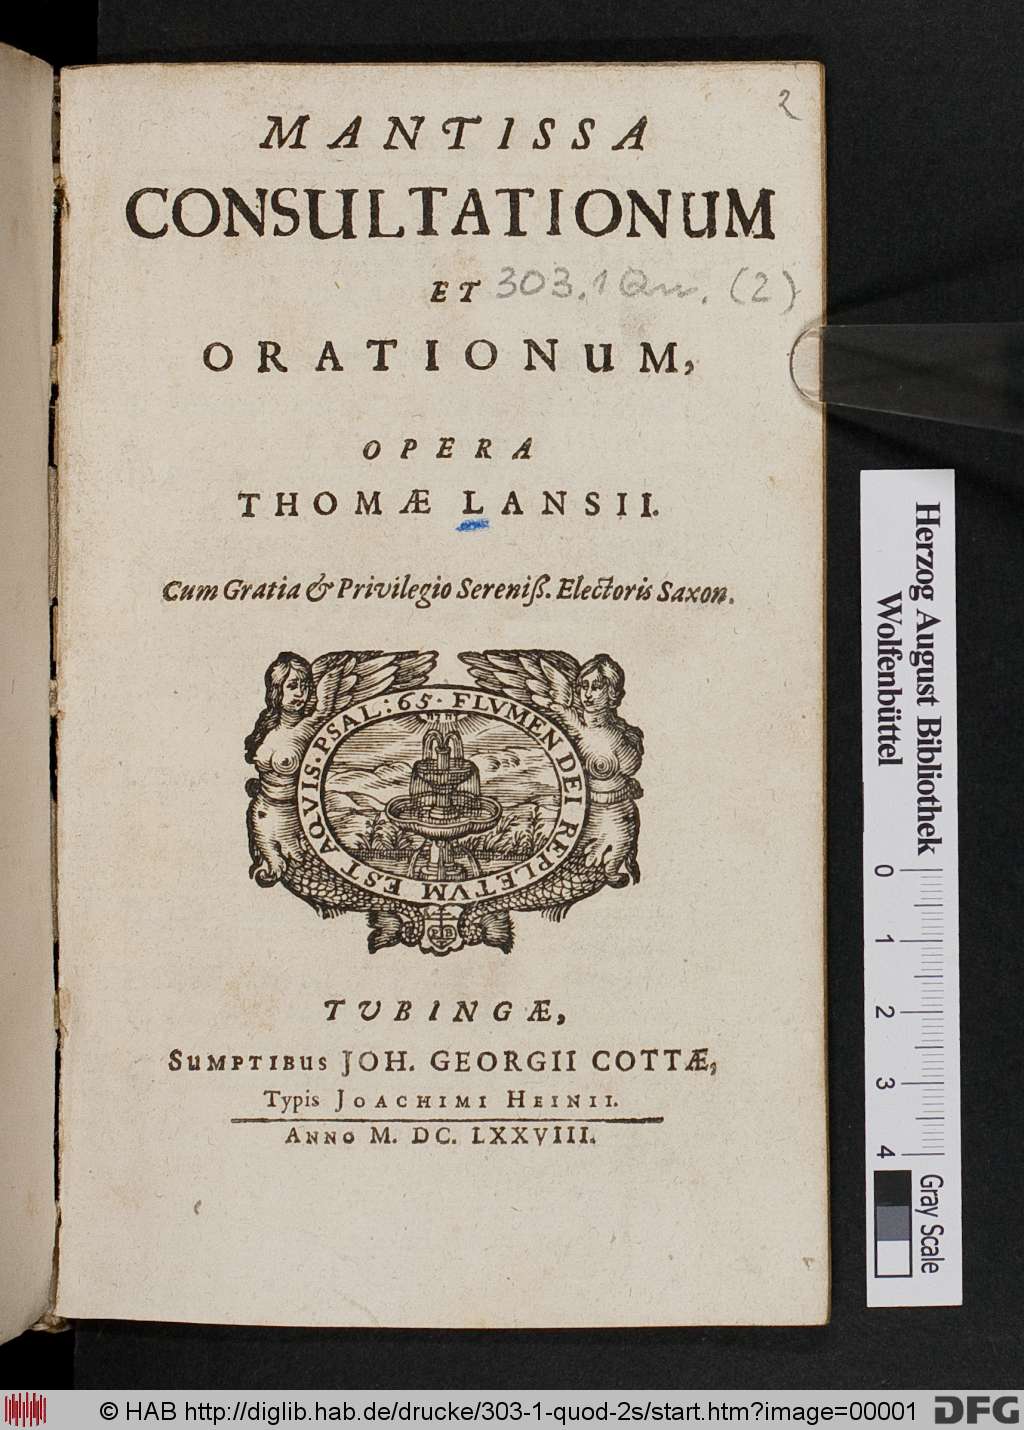 2
MANTISSA
CONSULTATIONUM
ET
303.1 Qu. (2)
ORATIONUM,
OPERA
THOMÆ LANSII.
Cum Gratia & Privilegio Sereniß. Electoris Saxon.
FLVMEN DEI REPLETVM EST AQVIS. PSAL: 65.
TVBINGÆ,
SUMPTIBUS JOH. GEORGII COTTÆ,
Typis JOACHIMI HEINII.
ANNO M. DC. LXXVIII.
Herzog August Bibliothek
Wolfenbüttel
0 1 2 3 4
Gray Scale
© HAB http://diglib.hab.de/drucke/303-1-quod-2s/start.htm?image=00001
DFG